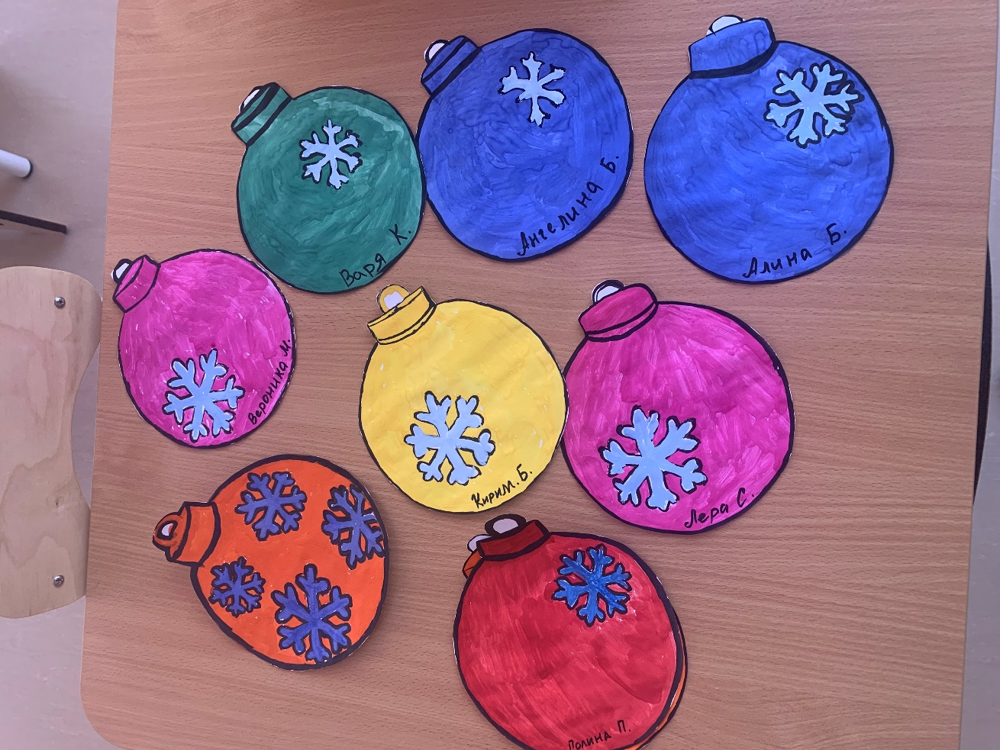 Варя К.
Ангелина Б.
Алина Б.
Вероника М.
Кирим. Б.
Лера С.
Полина П.